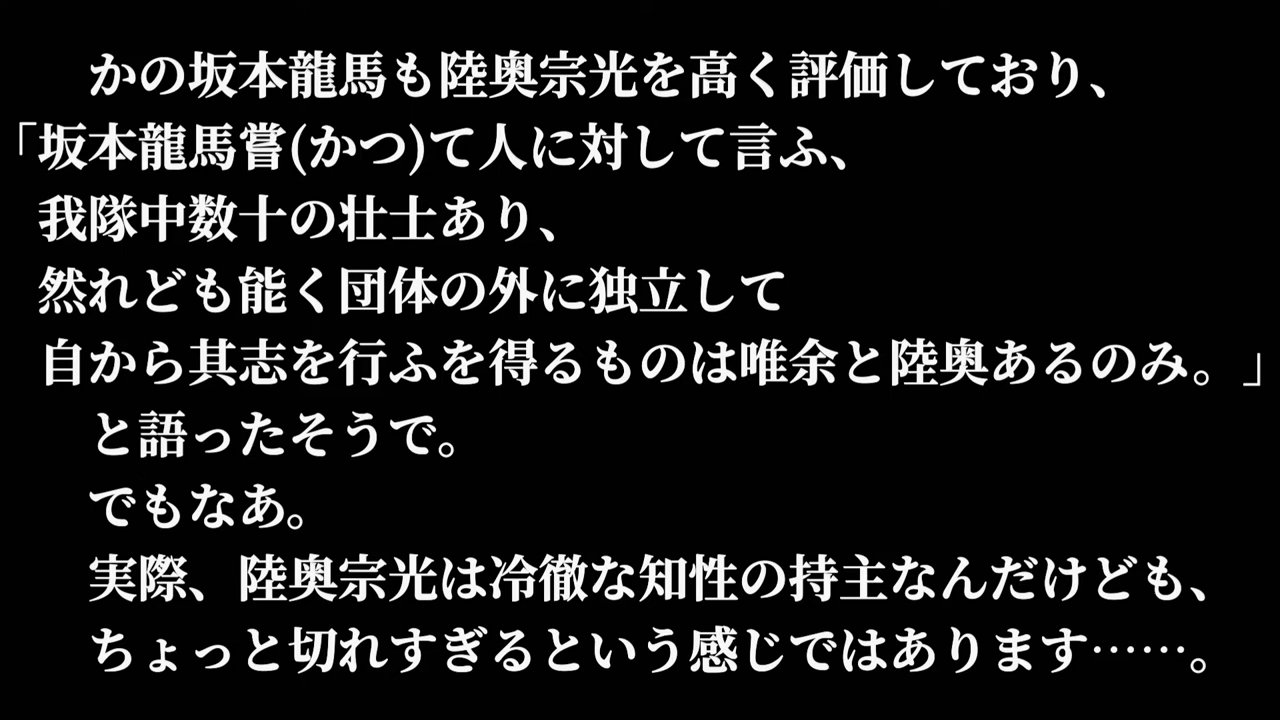 かの坂本龍馬も陸奥宗光を高く評価しており、
「坂本龍馬嘗(かつ)て人に対して言ふ、
我隊中数十の壮士あり、
然れども能く団体の外に独立して
自から其志を行ふを得るものは唯余と陸奥あるのみ。」
と語ったそうで。
でもなあ。
実際、陸奥宗光は冷徹な知性の持主なんだけども、
ちょっと切れすぎるという感じではあります……。